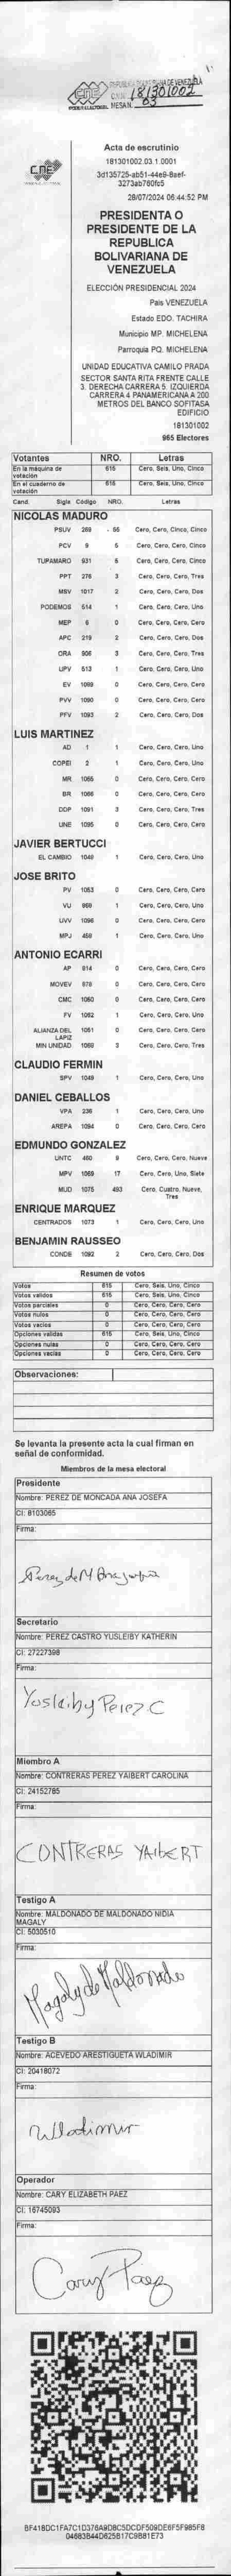 CNE
PODER ELECTORAL
181301002
MESA N. 03
CNE
PODER ELECTORAL
Acta de escrutinio
181301002.03.1.0001
3d135725-ab51-44e9-8aef-
3273ab760fc5
28/07/2024 06:44:52 PM
PRESIDENTA O
PRESIDENTE DE LA
REPUBLICA
BOLIVARIANA DE
VENEZUELA
ELECCIÓN PRESIDENCIAL 2024
Pais VENEZUELA
Estado EDO. TACHIRA
Municipio MP. MICHELENA
Parroquia PQ. MICHELENA
UNIDAD EDUCATIVA CAMILO PRADA
SECTOR SANTA RITA FRENTE CALLE
3. DERECHA CARRERA 5. IZQUIERDA
CARRERA 4 PANAMERICANA A 200
METROS DEL BANCO SOFITASA
EDIFICIO
181301002
965 Electores
Votantes NRO. Letras
En la máquina de votación 615 Cero, Seis, Uno, Cinco
En el cuaderno de votación 615 Cero, Seis, Uno, Cinco
Cand. Sigla Código NRO. Letras
NICOLAS MADURO
PSUV 269 55 Cero, Cero, Cinco, Cinco
PCV 9 5 Cero, Cero, Cero, Cinco
TUPAMARO 931 5 Cero, Cero, Cero, Cinco
PPT 276 3 Cero, Cero, Cero, Tres
MSV 1017 2 Cero, Cero, Cero, Dos
PODEMOS 514 1 Cero, Cero, Cero, Uno
MEP 6 0 Cero, Cero, Cero, Cero
APC 219 2 Cero, Cero, Cero, Dos
ORA 906 3 Cero, Cero, Cero, Tres
UPV 613 1 Cero, Cero, Cero, Uno
EV 1089 0 Cero, Cero, Cero, Cero
PVV 1090 0 Cero, Cero, Cero, Cero
PFV 1093 2 Cero, Cero, Cero, Dos
LUIS MARTINEZ
AD 1 1 Cero, Cero, Cero, Uno
COPEI 2 1 Cero, Cero, Cero, Uno
MR 1065 0 Cero, Cero, Cero, Cero
BR 1066 0 Cero, Cero, Cero, Cero
DDP 1091 3 Cero, Cero, Cero, Tres
UNE 1095 0 Cero, Cero, Cero, Cero
JAVIER BERTUCCI
EL CAMBIO 1040 1 Cero, Cero, Cero, Uno
JOSE BRITO
PV 1053 0 Cero, Cero, Cero, Cero
VU 969 1 Cero, Cero, Cero, Uno
UVV 1096 0 Cero, Cero, Cero, Cero
MPJ 450 1 Cero, Cero, Cero, Uno
ANTONIO ECARRI
AP 914 0 Cero, Cero, Cero, Cero
MOVEV 678 0 Cero, Cero, Cero, Cero
CMC 1060 0 Cero, Cero, Cero, Cero
FV 1062 1 Cero, Cero, Cero, Uno
ALIANZA DEL LAPIZ 1051 0 Cero, Cero, Cero, Cero
MIN UNIDAD 1069 3 Cero, Cero, Cero, Tres
CLAUDIO FERMIN
SPV 1049 1 Cero, Cero, Cero, Uno
DANIEL CEBALLOS
VPA 236 1 Cero, Cero, Cero, Uno
AREPA 1094 0 Cero, Cero, Cero, Cero
EDMUNDO GONZALEZ
UNTC 460 9 Cero, Cero, Cero, Nueve
MPV 1069 17 Cero, Cero, Uno, Siete
MUD 1075 493 Cero, Cuatro, Nueve, Tres
ENRIQUE MARQUEZ
CENTRADOS 1073 1 Cero, Cero, Cero, Uno
BENJAMIN RAUSSEO
CONDE 1092 2 Cero, Cero, Cero, Dos
Resumen de votos
Votos 615 Cero, Seis, Uno, Cinco
Votos validos 615 Cero, Seis, Uno, Cinco
Votos parciales 0 Cero, Cero, Cero, Cero
Votos nulos 0 Cero, Cero, Cero, Cero
Votos vacios 0 Cero, Cero, Cero, Cero
Opciones validas 615 Cero, Seis, Uno, Cinco
Opciones nulas 0 Cero, Cero, Cero, Cero
Opciones vacias 0 Cero, Cero, Cero, Cero
Observaciones:
Se levanta la presente acta la cual firman en
señal de conformidad.
Miembros de la mesa electoral
Presidente
Nombre: PEREZ DE MONCADA ANA JOSEFA
CI: 8103065
Firma:
Perez de M Ana Josefa
Secretario
Nombre: PEREZ CASTRO YUSLEIBY KATHERIN
CI: 27227398
Firma:
Yusleiby Perez C
Miembro A
Nombre: CONTRERAS PEREZ YAIBERT CAROLINA
CI: 24152785
Firma:
CONTRERAS YAIBERT
Testigo A
Nombre: MALDONADO DE MALDONADO NIDIA
MAGALY
CI: 5030510
Firma:
Magaly de Maldonado
Testigo B
Nombre: ACEVEDO ARESTIGUETA WLADIMIR
CI: 20418072
Firma:
Wladimir
Operador
Nombre: CARY ELIZABETH PAEZ
CI: 16745093
Firma:
Cary Paez
BF418DC1FA7C1D376A9D8C5DCDF509DE6F5F985F8
04683B44D625B17C9B81E73